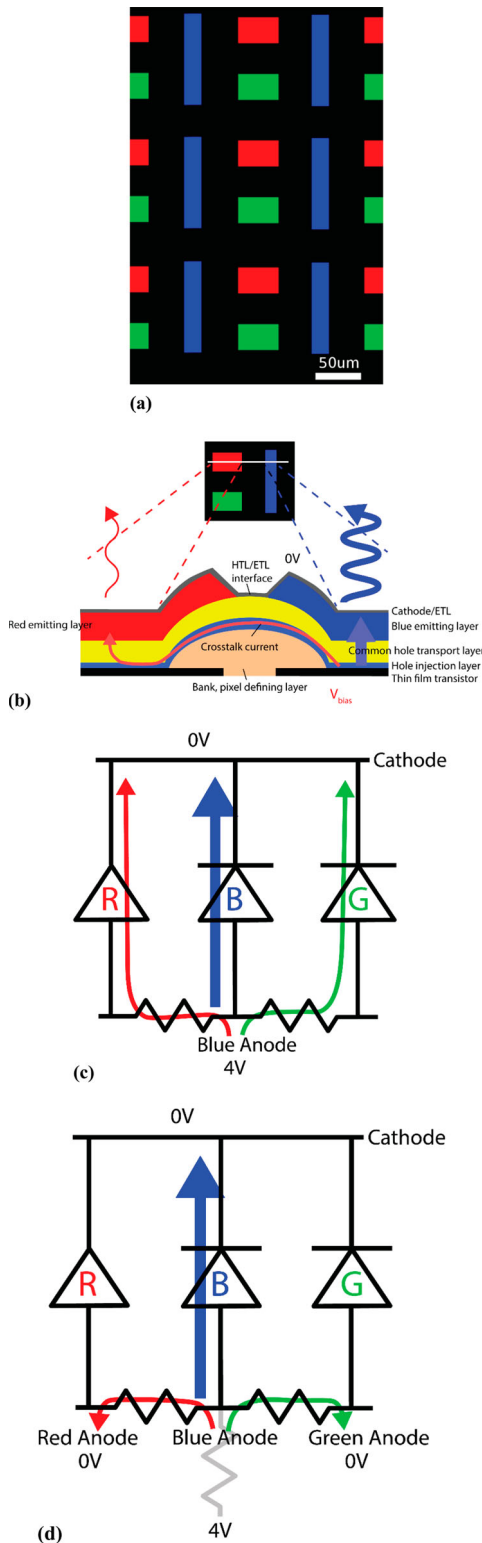 50um
(a)
0V
HTL/ETL
interface
Cathode/ETL
Red emitting layer
Blue emitting layer
Crosstalk current
Common hole transport layer
Hole injection layer
Thin film transistor
Bank, pixel defining layer
V_bias
(b)
0V
Cathode
R
B
G
Blue Anode
4V
(c)
0V
Cathode
R
B
G
Red Anode
0V
Blue Anode
Green Anode
0V
4V
(d)